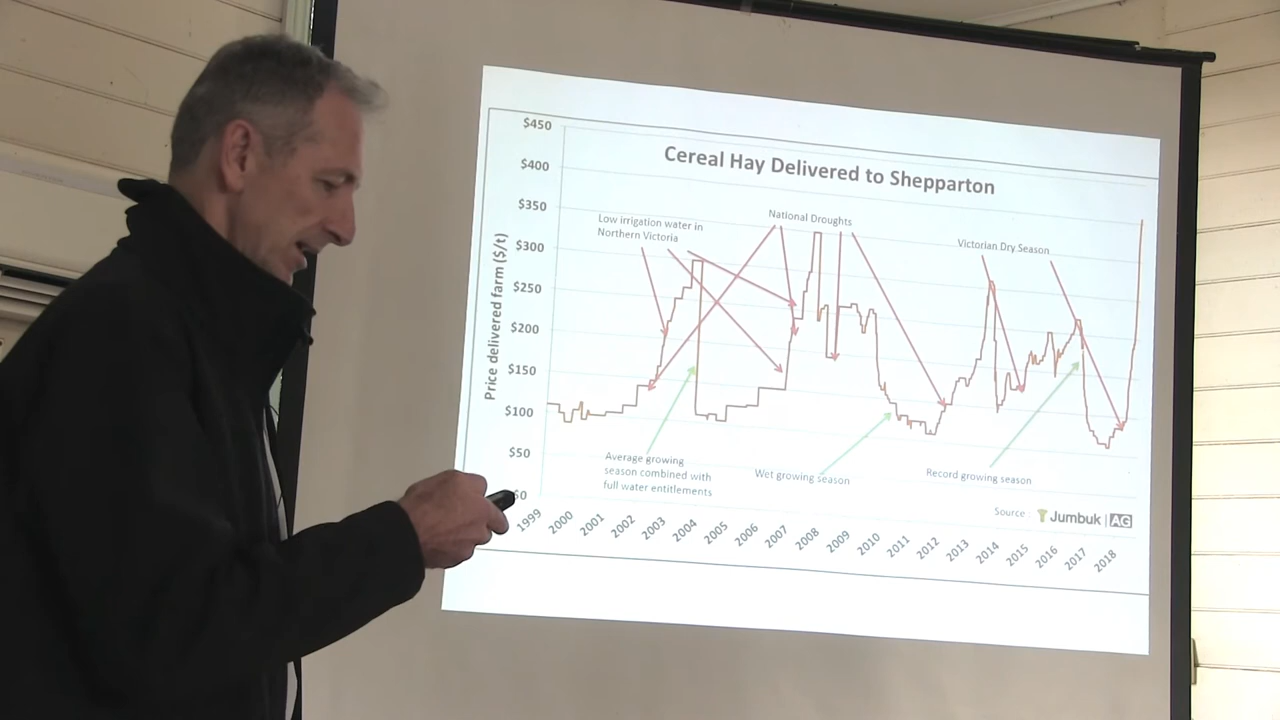 Cereal Hay Delivered to Shepparton
Price delivered farm ($/t)
$450
$400
$350
$300
$250
$200
$150
$100
$50
$0
Low irrigation water in
Northern Victoria
National Droughts
Victorian Dry Season
Average growing
season combined with
full water entitlements
Wet growing season
Record growing season
Source : Jumbuk | AG
1999 2000 2001 2002 2003 2004 2005 2006 2007 2008 2009 2010 2011 2012 2013 2014 2015 2016 2017 2018